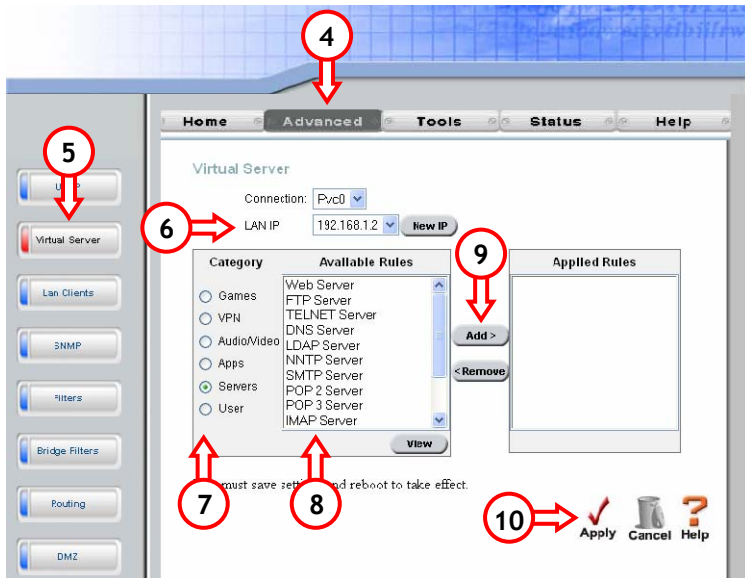 4
Home Advanced Tools Status Help
5
Virtual Server
Lan Clients
SNMP
Filters
Bridge Filters
Routing
DMZ
Virtual Server
Connection: Pvc0
6
LAN IP 192.168.1.2 New IP
Category
Games
VPN
Audio/Video
Apps
Servers
User
Available Rules
Web Server
FTP Server
TELNET Server
DNS Server
LDAP Server
NNTP Server
SMTP Server
POP 2 Server
POP 3 Server
IMAP Server
View
9
Add >
<Remove
Applied Rules
must save and reboot to take effect.
7
8
10
Apply Cancel Help